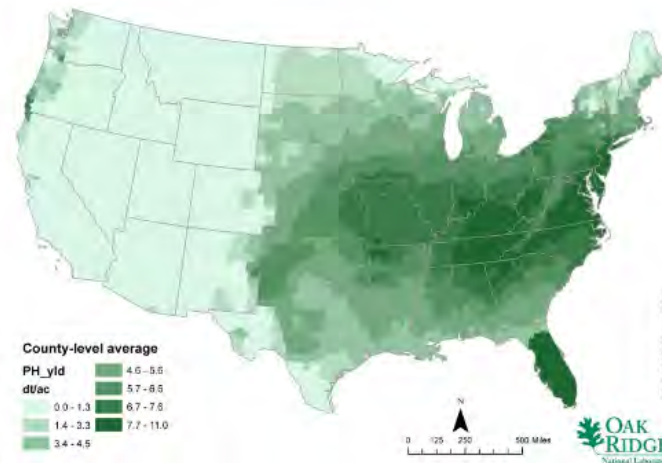 County-level average
PH_yld
dt/ac
0.0 - 1.3
1.4 - 3.3
3.4 - 4.5
4.6 - 5.6
5.7 - 6.6
6.7 - 7.6
7.7 - 11.0
N
0 125 250 500 Miles
OAK
RIDGE
National Laboratory